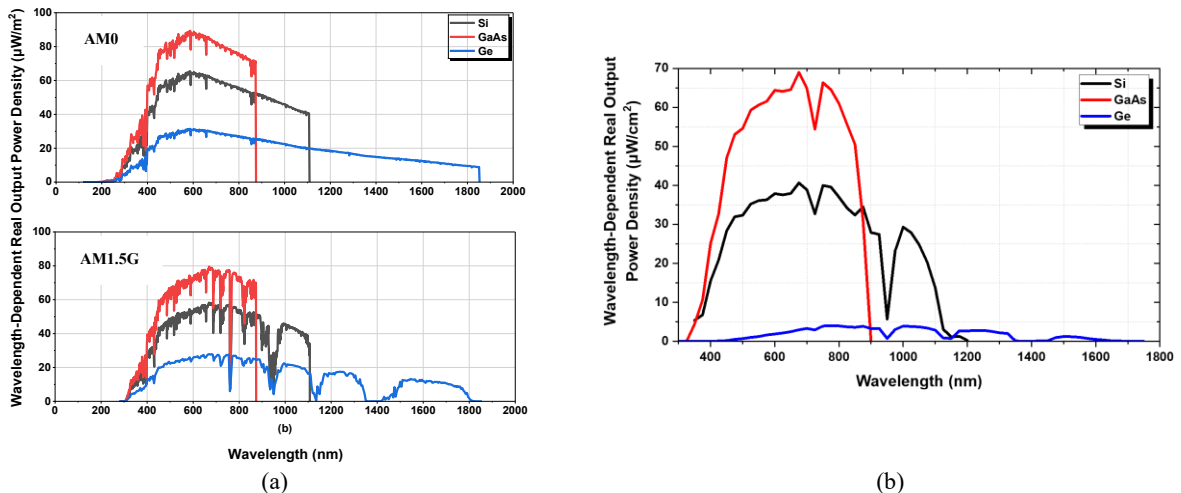 Wavelength-Dependent Real Output Power Density (µW/m²)
100
80
60
40
20
0
AM0
Si
GaAs
Ge
0 200 400 600 800 1000 1200 1400 1600 1800 2000
100
80
60
40
20
0
AM1.5G
Si
GaAs
Ge
0 200 400 600 800 1000 1200 1400 1600 1800 2000
(b)
Wavelength (nm)
(a)
Wavelength-Dependent Real Output
Power Density (µW/cm²)
70
60
50
40
30
20
10
0
Si
GaAs
Ge
400 600 800 1000 1200 1400 1600 1800
Wavelength (nm)
(b)